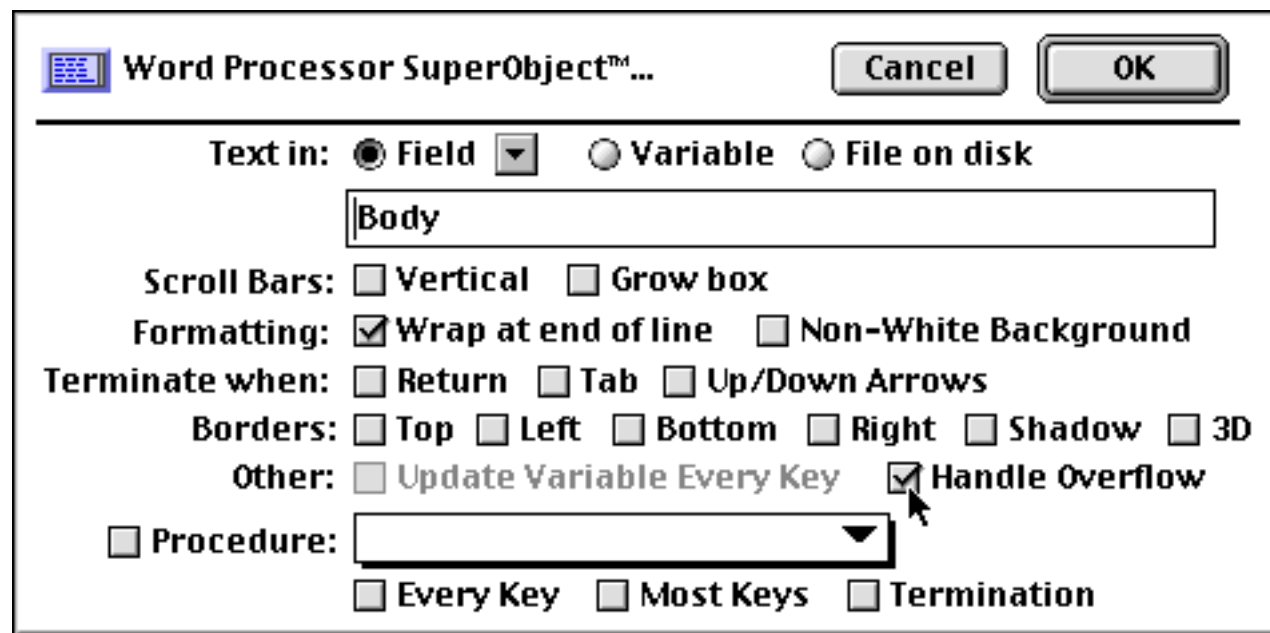 Word Processor SuperObject™... Cancel OK
Text in: Field Variable File on disk
Body
Scroll Bars: Vertical Grow box
Formatting: Wrap at end of line Non-White Background
Terminate when: Return Tab Up/Down Arrows
Borders: Top Left Bottom Right Shadow 3D
Other: Update Variable Every Key Handle Overflow
Procedure:
Every Key Most Keys Termination